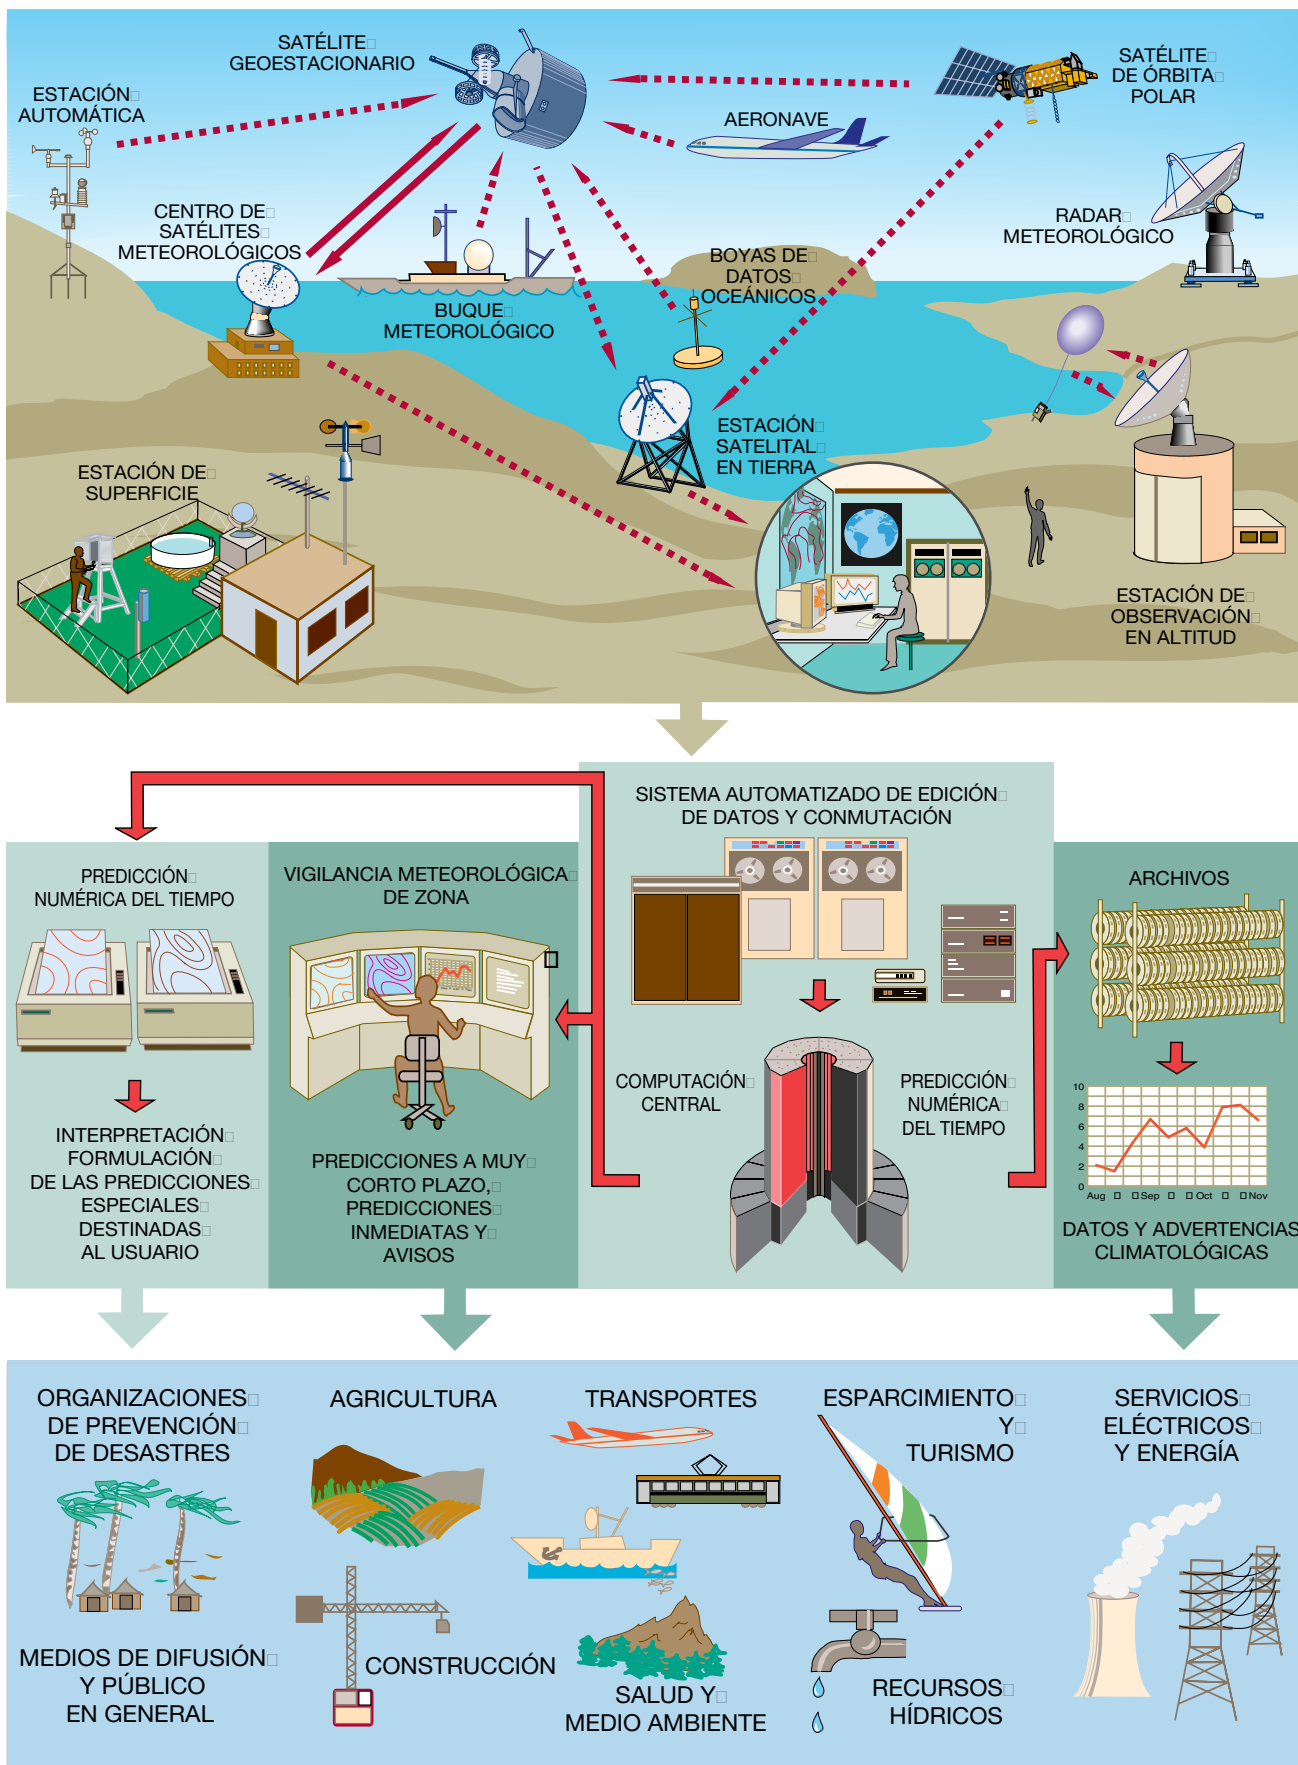 SATÉLITE
GEOESTACIONARIO
SATÉLITE
DE ÓRBITA
POLAR
ESTACIÓN
AUTOMÁTICA
AERONAVE
CENTRO DE
SATÉLITES
METEOROLÓGICOS
RADAR
METEOROLÓGICO
BOYAS DE
DATOS
OCEÁNICOS
BUQUE
METEOROLÓGICO
ESTACIÓN
SATELITAL
EN TIERRA
ESTACIÓN DE
SUPERFICIE
ESTACIÓN DE
OBSERVACIÓN
EN ALTITUD
SISTEMA AUTOMATIZADO DE EDICIÓN
DE DATOS Y CONMUTACIÓN
PREDICCIÓN
NUMÉRICA DEL TIEMPO
VIGILANCIA METEOROLÓGICA
DE ZONA
ARCHIVOS
COMPUTACIÓN
CENTRAL
PREDICCIÓN
NUMÉRICA
DEL TIEMPO
INTERPRETACIÓN
FORMULACIÓN
DE LAS PREDICCIONES
ESPECIALES
DESTINADAS
AL USUARIO
PREDICCIONES A MUY
CORTO PLAZO,
PREDICCIONES
INMEDIATAS Y
AVISOS
10
8
6
4
2
0
Aug Sep Oct Nov
DATOS Y ADVERTENCIAS
CLIMATOLÓGICAS
ORGANIZACIONES
DE PREVENCIÓN
DE DESASTRES
AGRICULTURA
TRANSPORTES
ESPARCIMIENTO
Y
TURISMO
SERVICIOS
ELÉCTRICOS
Y ENERGÍA
MEDIOS DE DIFUSIÓN
Y PÚBLICO
EN GENERAL
CONSTRUCCIÓN
SALUD Y
MEDIO AMBIENTE
RECURSOS
HÍDRICOS